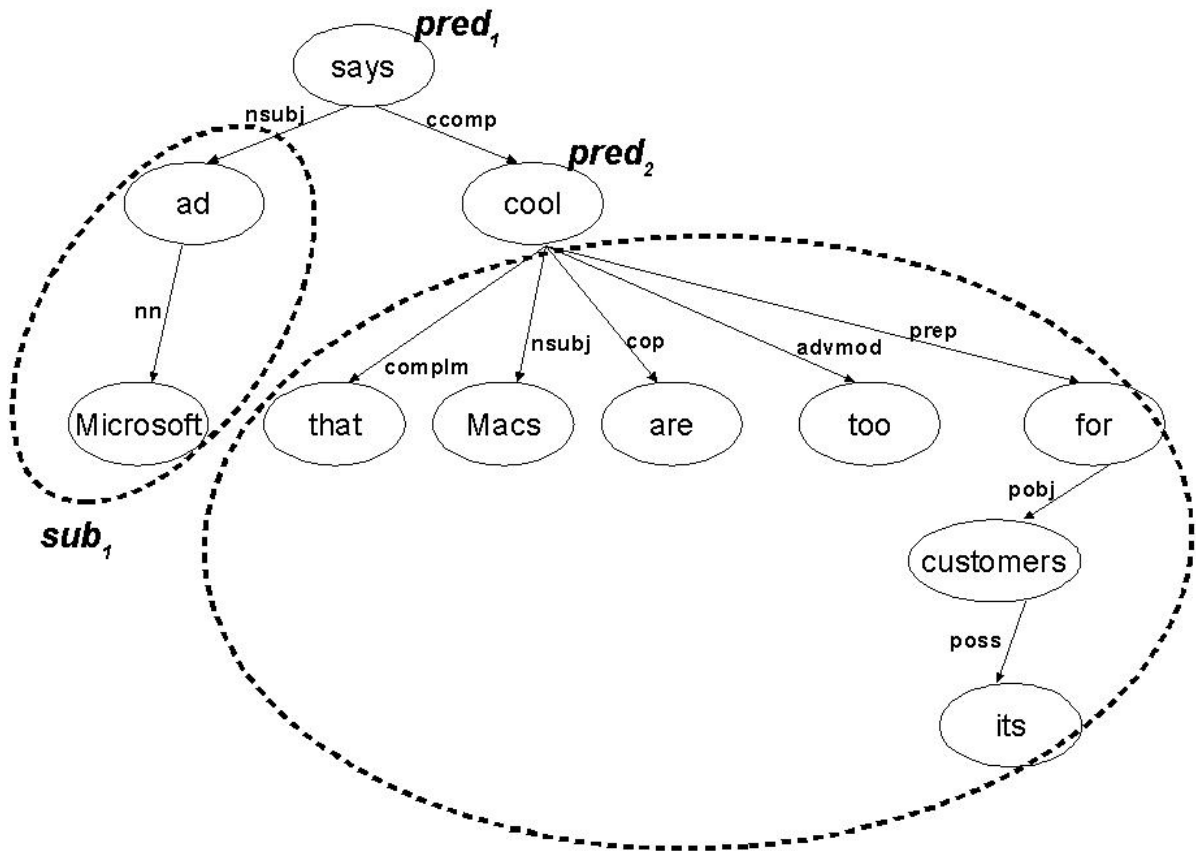 pred1
says
nsubj ccomp
pred2
ad cool
nn
complm nsubj cop advmod prep
Microsoft that Macs are too for
pobj
sub1
customers
poss
its